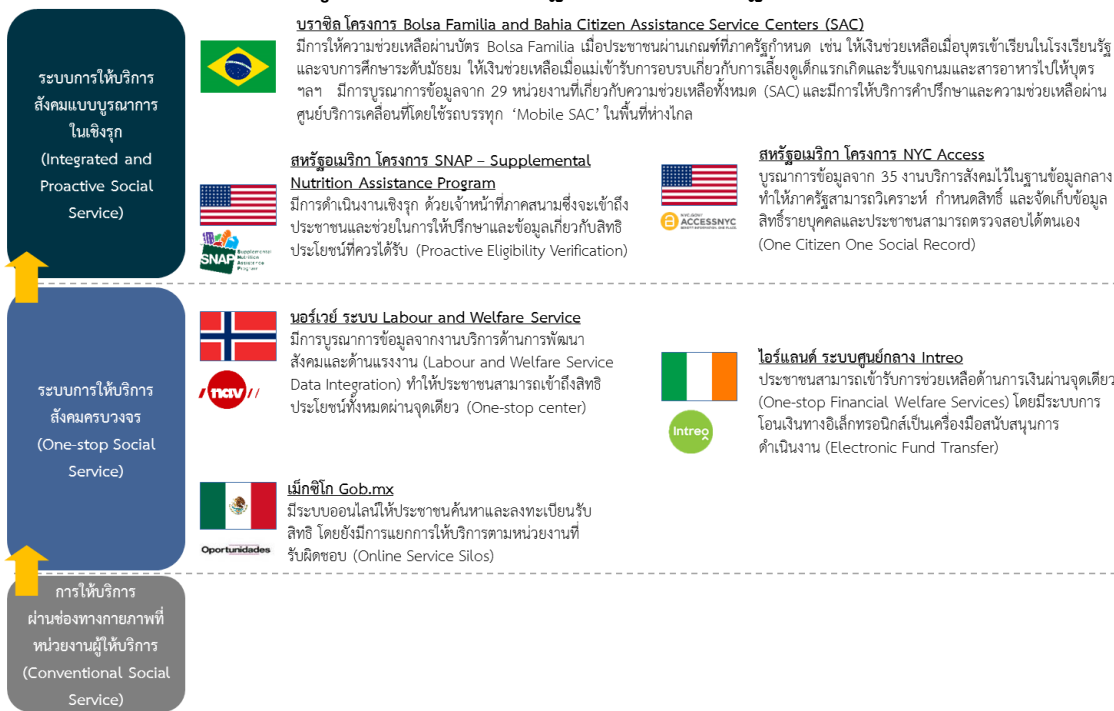 บราซิล โครงการ Bolsa Familia and Bahia Citizen Assistance Service Centers (SAC)
มีการให้ความช่วยเหลือผ่านบัตร Bolsa Familia เมื่อประชาชนผ่านเกณฑ์ที่ภาครัฐกำหนด เช่น ให้เงินช่วยเหลือเมื่อบุตรเข้าเรียนในโรงเรียนรัฐ
และจบการศึกษาระดับมัธยม ให้เงินช่วยเหลือเมื่อแม่เข้ารับการอบรมเกี่ยวกับการเลี้ยงดูเด็กแรกเกิดและรับแจกนมและสารอาหารไปให้บุตร
ฯลฯ มีการบูรณาการข้อมูลจาก 29 หน่วยงานที่เกี่ยวกับความช่วยเหลือทั้งหมด (SAC) และมีการให้บริการคำปรึกษาและความช่วยเหลือผ่าน
ศูนย์บริการเคลื่อนที่โดยใช้รถบรรทุก 'Mobile SAC' ในพื้นที่ห่างไกล
ระบบการให้บริการ
สังคมแบบบูรณาการ
ในเชิงรุก
(Integrated and
Proactive Social
Service)
สหรัฐอเมริกา โครงการ SNAP – Supplemental
Nutrition Assistance Program
มีการดำเนินงานเชิงรุก ด้วยเจ้าหน้าที่ภาคสนามซึ่งจะเข้าถึง
ประชาชนและช่วยในการให้ปรึกษาและข้อมูลเกี่ยวกับสิทธิ
ประโยชน์ที่ควรได้รับ (Proactive Eligibility Verification)
SNAP
Supplemental
Nutrition
Assistance
Program
สหรัฐอเมริกา โครงการ NYC Access
บูรณาการข้อมูลจาก 35 งานบริการสังคมไว้ในฐานข้อมูลกลาง
ทำให้ภาครัฐสามารถวิเคราะห์ กำหนดสิทธิ์ และจัดเก็บข้อมูล
สิทธิ์รายบุคคลและประชาชนสามารถตรวจสอบได้ตนเอง
(One Citizen One Social Record)
ACCESSNYC
ระบบการให้บริการ
สังคมครบวงจร
(One-stop Social
Service)
นอร์เวย์ ระบบ Labour and Welfare Service
มีการบูรณาการข้อมูลจากงานบริการด้านการพัฒนา
สังคมและด้านแรงงาน (Labour and Welfare Service
Data Integration) ทำให้ประชาชนสามารถเข้าถึงสิทธิ
ประโยชน์ทั้งหมดผ่านจุดเดียว (One-stop center)
nav
ไอร์แลนด์ ระบบศูนย์กลาง Intreo
ประชาชนสามารถเข้ารับการช่วยเหลือด้านการเงินผ่านจุดเดียว
(One-stop Financial Welfare Services) โดยมีระบบการ
โอนเงินทางอิเล็กทรอนิกส์เป็นเครื่องมือสนับสนุนการ
ดำเนินงาน (Electronic Fund Transfer)
Intreo
เม็กซิโก Gob.mx
มีระบบออนไลน์ให้ประชาชนค้นหาและลงทะเบียนรับ
สิทธิ โดยยังมีการแยกการให้บริการตามหน่วยงานที่
รับผิดชอบ (Online Service Silos)
Oportunidades
การให้บริการ
ผ่านช่องทางกายภาพที่
หน่วยงานผู้ให้บริการ
(Conventional Social
Service)